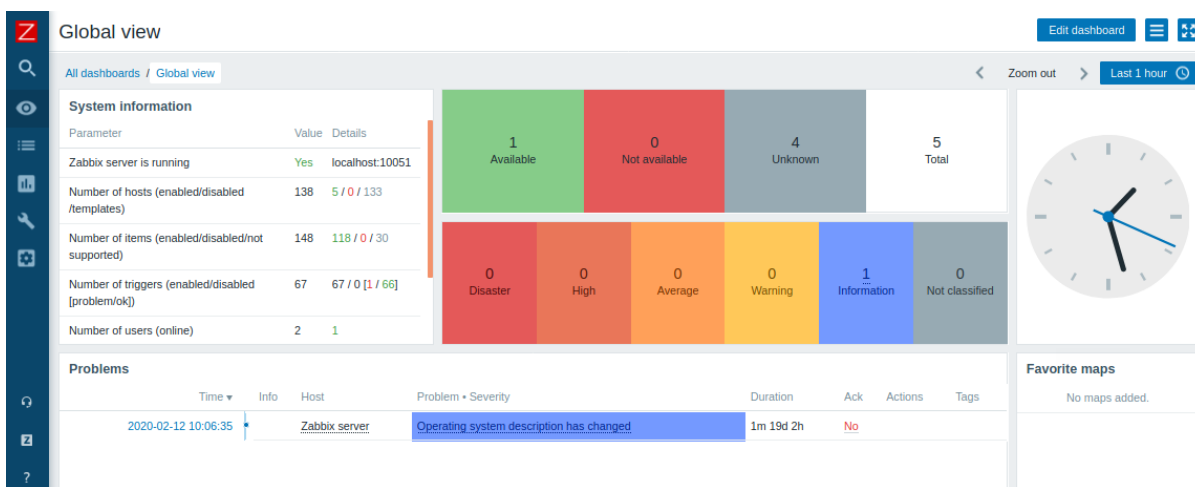 Z Global view Edit dashboard
All dashboards / Global view Zoom out Last 1 hour
System information
Parameter Value Details
Zabbix server is running Yes localhost:10051
Number of hosts (enabled/disabled 138 5 / 0 / 133
/templates)
Number of items (enabled/disabled/not 148 118 / 0 / 30
supported)
Number of triggers (enabled/disabled 67 67 / 0 [1 / 66]
[problem/ok])
Number of users (online) 2 1
1 0 4 5
Available Not available Unknown Total
0 0 0 0 1 0
Disaster High Average Warning Information Not classified
Problems
Time ▾ Info Host Problem • Severity Duration Ack Actions Tags
2020-02-12 10:06:35 Zabbix server Operating system description has changed 1m 19d 2h No
Favorite maps
No maps added.
Z
?